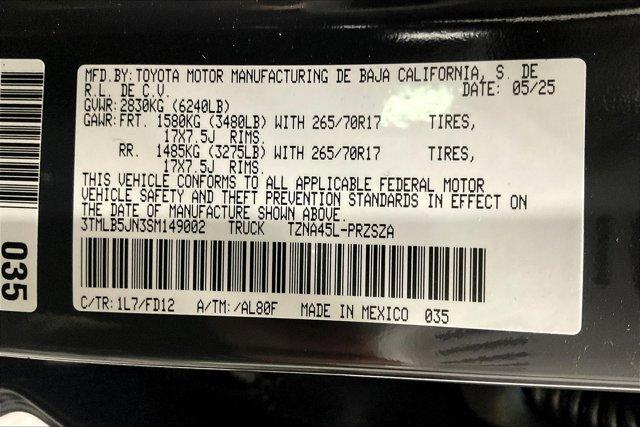 MFD.BY:TOYOTA MOTOR MANUFACTURING DE BAJA CALIFORNIA, S. DE
R.L. DE C.V. DATE: 05/25
GVWR:2830KG (6240LB)
GAWR:FRT. 1580KG (3480LB) WITH 265/70R17 TIRES,
17X7.5J RIMS.
RR. 1485KG (3275LB) WITH 265/70R17 TIRES,
17X7.5J RIMS.
THIS VEHICLE CONFORMS TO ALL APPLICABLE FEDERAL MOTOR
VEHICLE SAFETY AND THEFT PREVENTION STANDARDS IN EFFECT ON
THE DATE OF MANUFACTURE SHOWN ABOVE.
3TMLB5JN3SM149002 TRUCK TZNA45L-PRZSZA
C/TR:1L7/FD12 A/TM:/AL80F MADE IN MEXICO 035
035